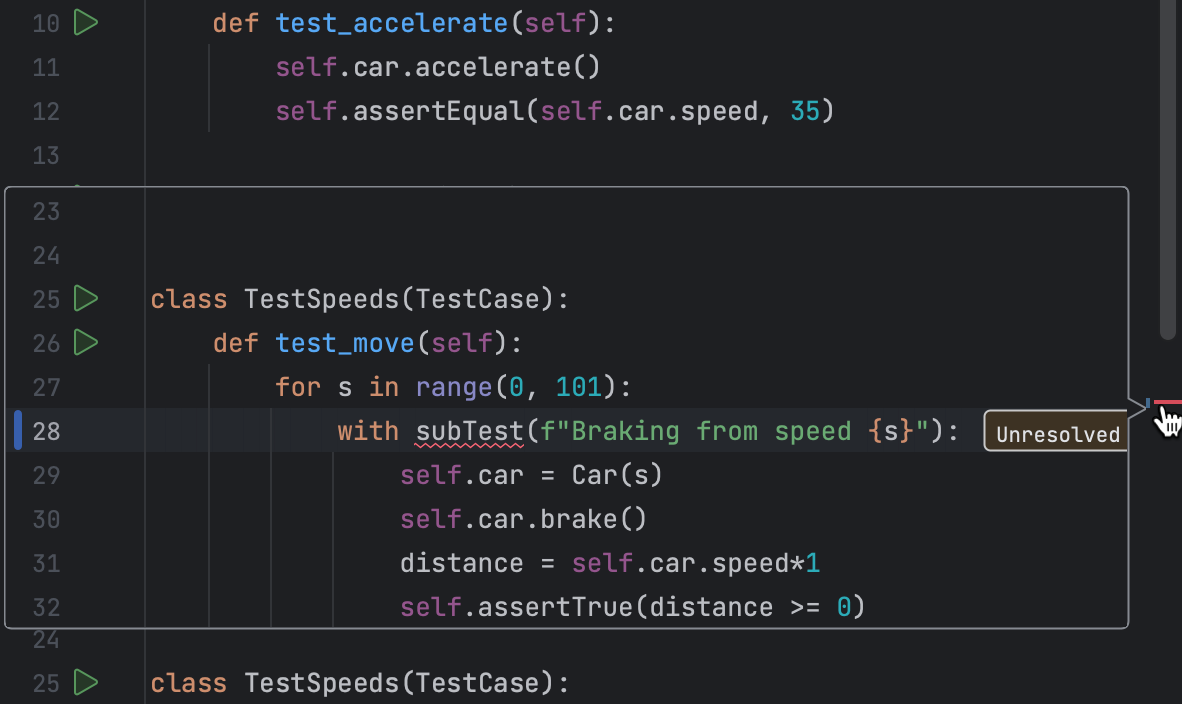 10 def test_accelerate(self):
11 self.car.accelerate()
12 self.assertEqual(self.car.speed, 35)
13
23
24
25 class TestSpeeds(TestCase):
26 def test_move(self):
27 for s in range(0, 101):
28 with subTest(f"Braking from speed {s}"): Unresolved
29 self.car = Car(s)
30 self.car.brake()
31 distance = self.car.speed*1
32 self.assertTrue(distance >= 0)
24
25 class TestSpeeds(TestCase):